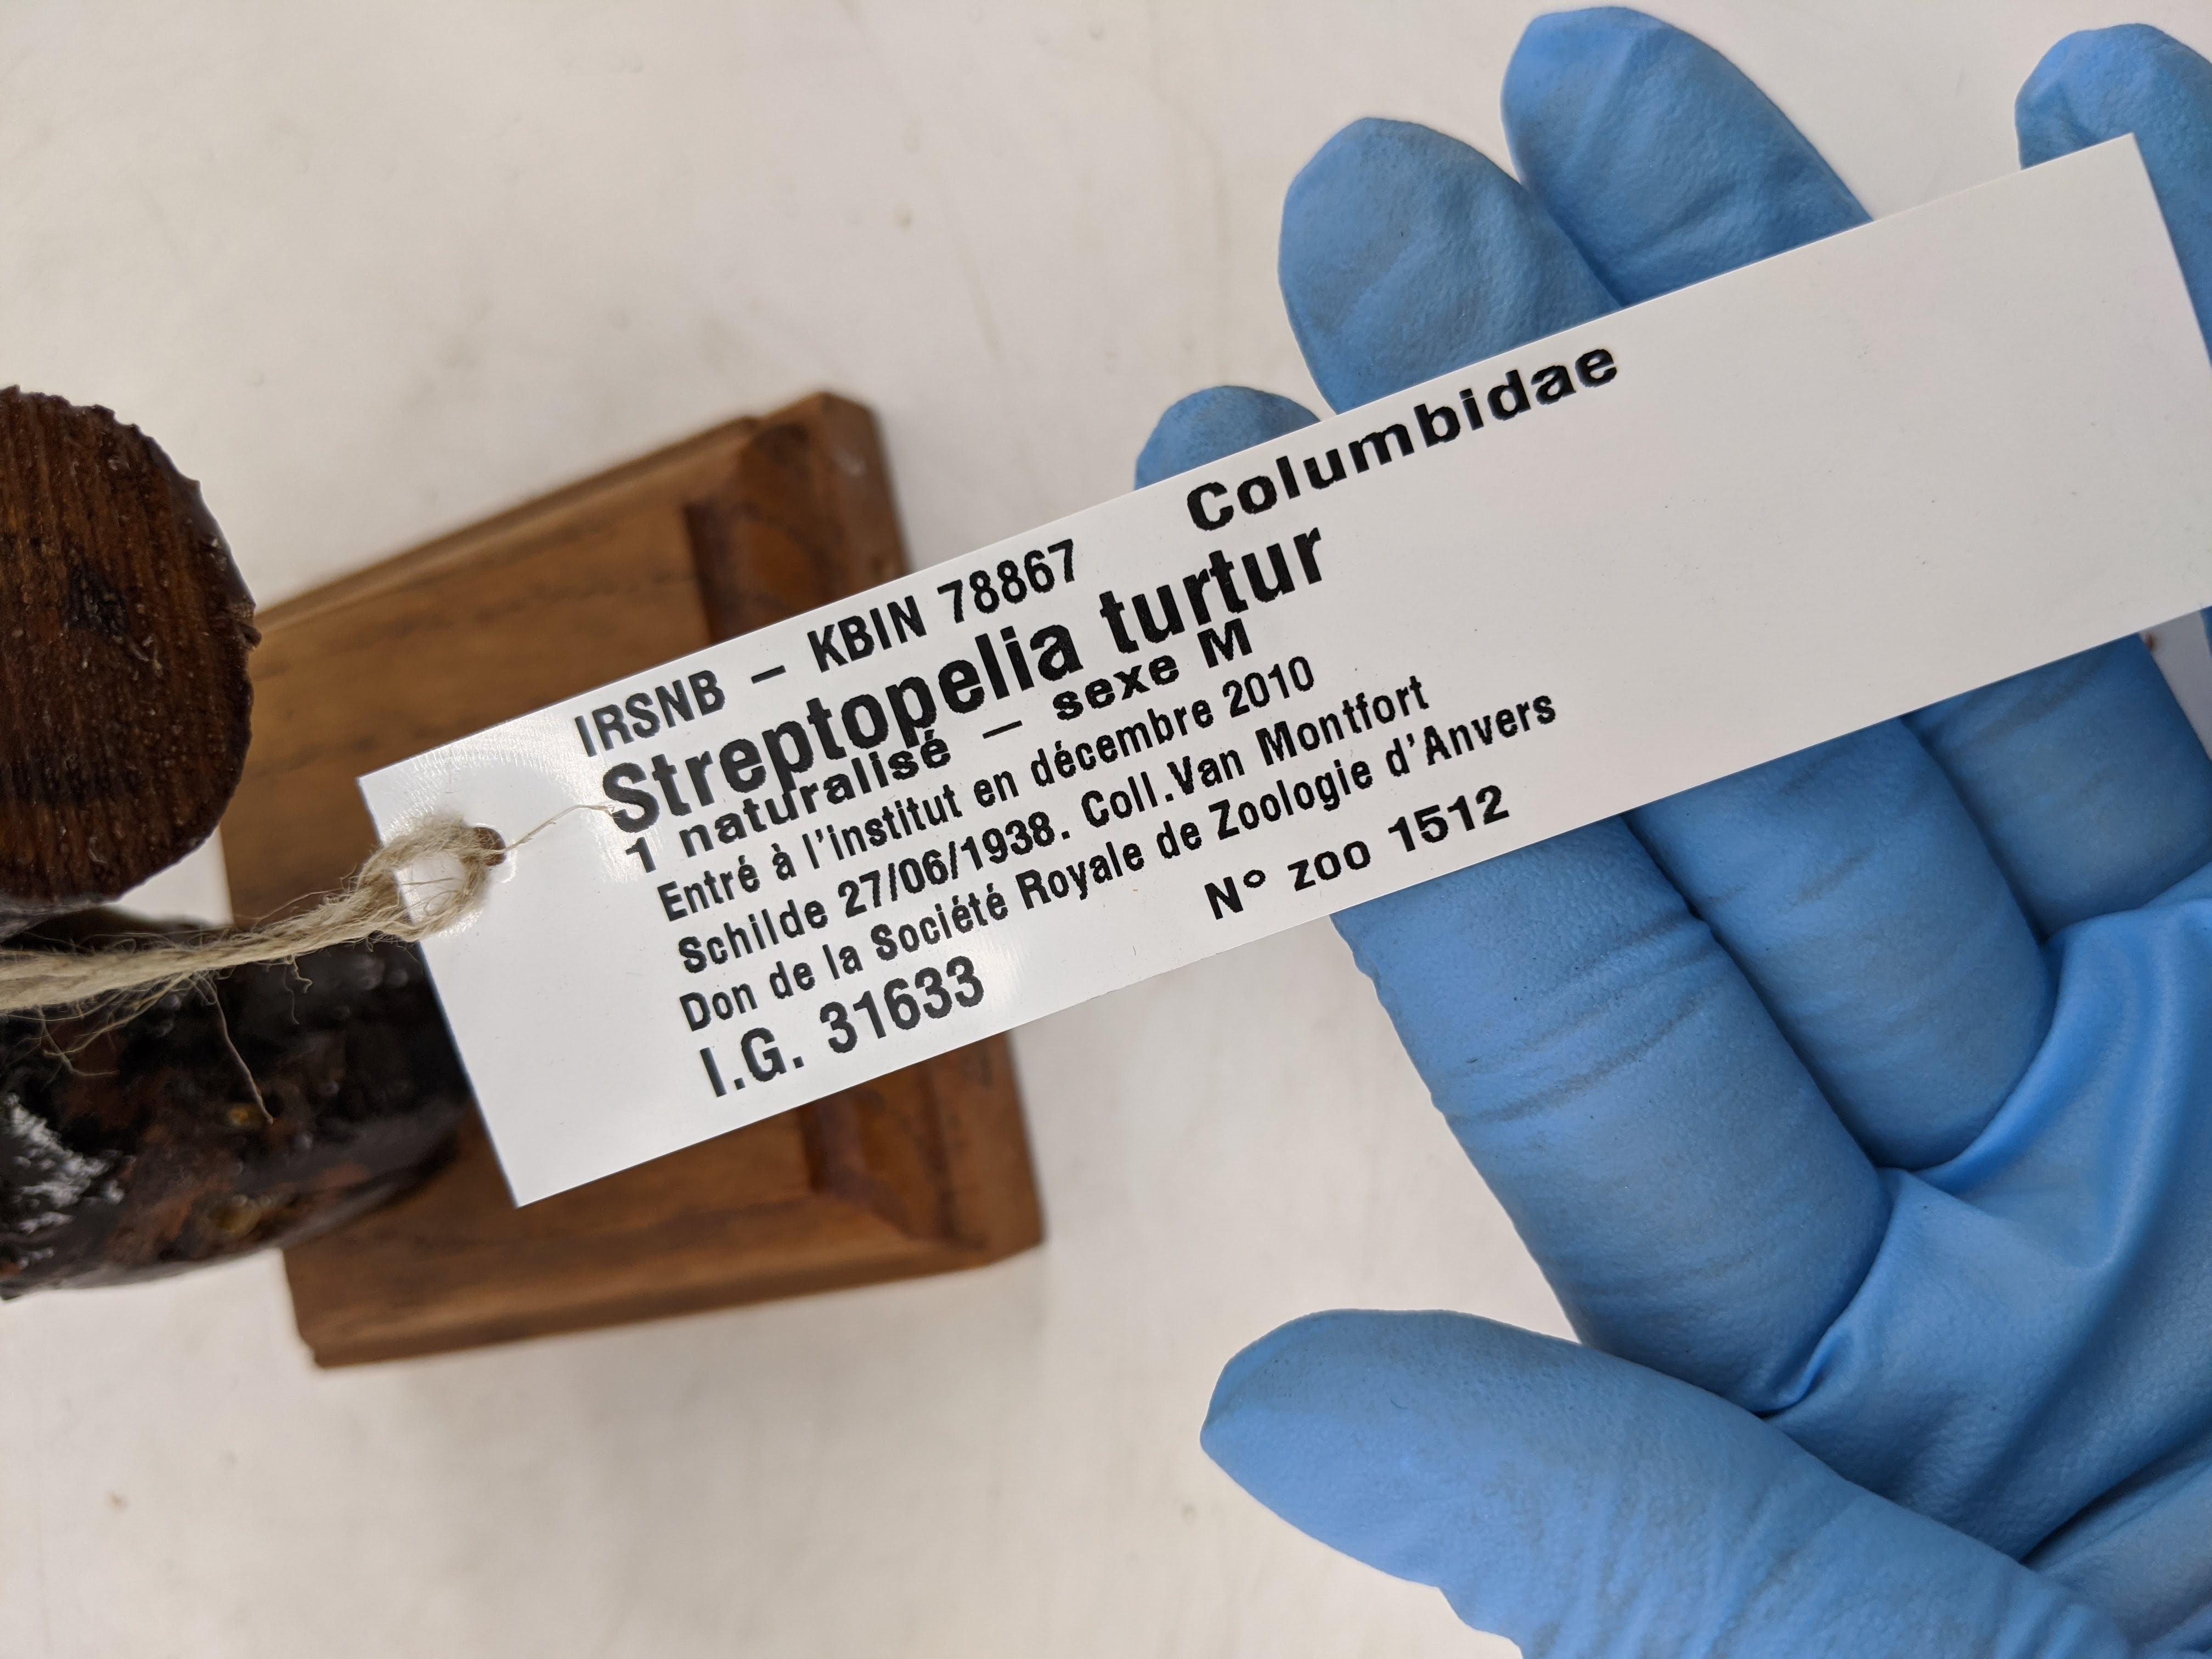 IRSNB – KBIN 78867 Columbidae
Streptopelia turtur
1 naturalisé – sexe M
Entré à l'institut en décembre 2010
Schilde 27/06/1938. Coll.Van Montfort
Don de la Société Royale de Zoologie d'Anvers
I.G. 31633 N° zoo 1512